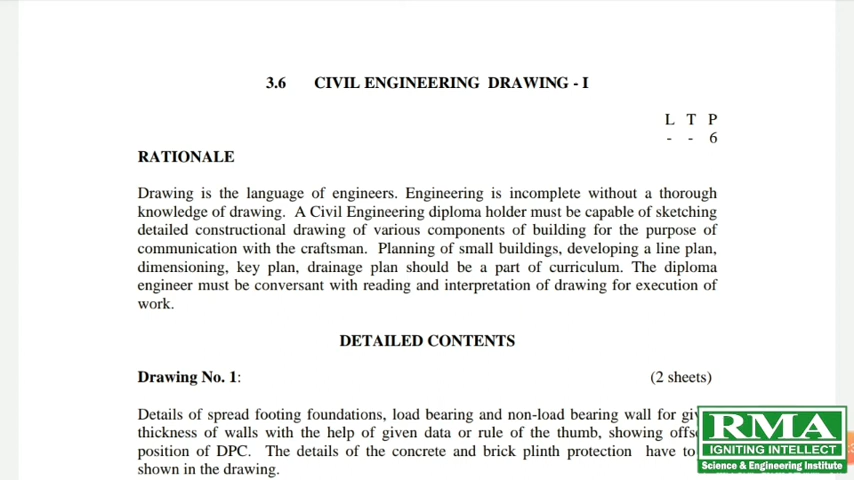 3.6 CIVIL ENGINEERING DRAWING - I
L T P
- - 6
RATIONALE
Drawing is the language of engineers. Engineering is incomplete without a thorough
knowledge of drawing. A Civil Engineering diploma holder must be capable of sketching
detailed constructional drawing of various components of building for the purpose of
communication with the craftsman. Planning of small buildings, developing a line plan,
dimensioning, key plan, drainage plan should be a part of curriculum. The diploma
engineer must be conversant with reading and interpretation of drawing for execution of
work.
DETAILED CONTENTS
Drawing No. 1: (2 sheets)
Details of spread footing foundations, load bearing and non-load bearing wall for
thickness of walls with the help of given data or rule of the thumb, showing
position of DPC. The details of the concrete and brick plinth protection have to
shown in the drawing.
RMA
IGNITING INTELLECT
Science & Engineering Institute